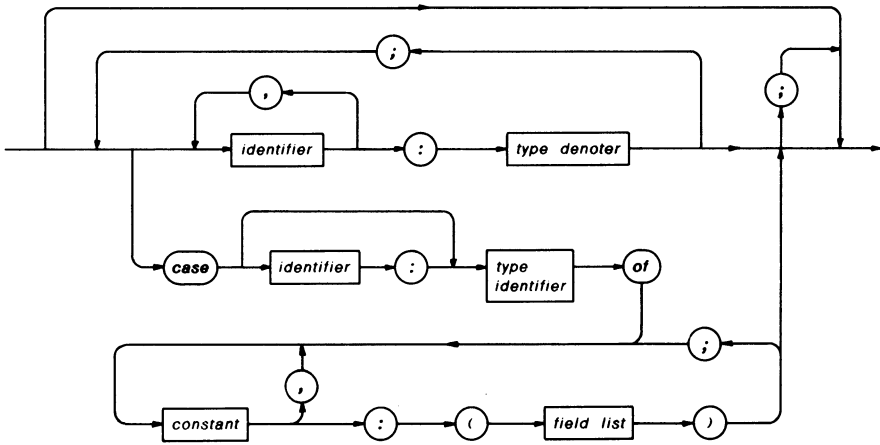 ;
,
;
identifier : type denoter
case identifier : type identifier of
;
,
constant : ( field list )